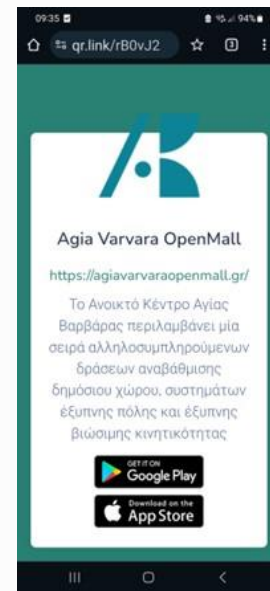 09:35
94%
qr.link/rB0vJ2
3
Agia Varvara OpenMall
https://agiavarvaraopenmall.gr/
Το Ανοικτό Κέντρο Αγίας
Βαρβάρας περιλαμβάνει μία
σειρά αλληλοσυμπληρούμενων
δράσεων αναβάθμισης
δημόσιου χώρου, συστημάτων
έξυπνης πόλης και έξυπνης
βιώσιμης κινητικότητας
GET IT ON
Google Play
Download on the
App Store